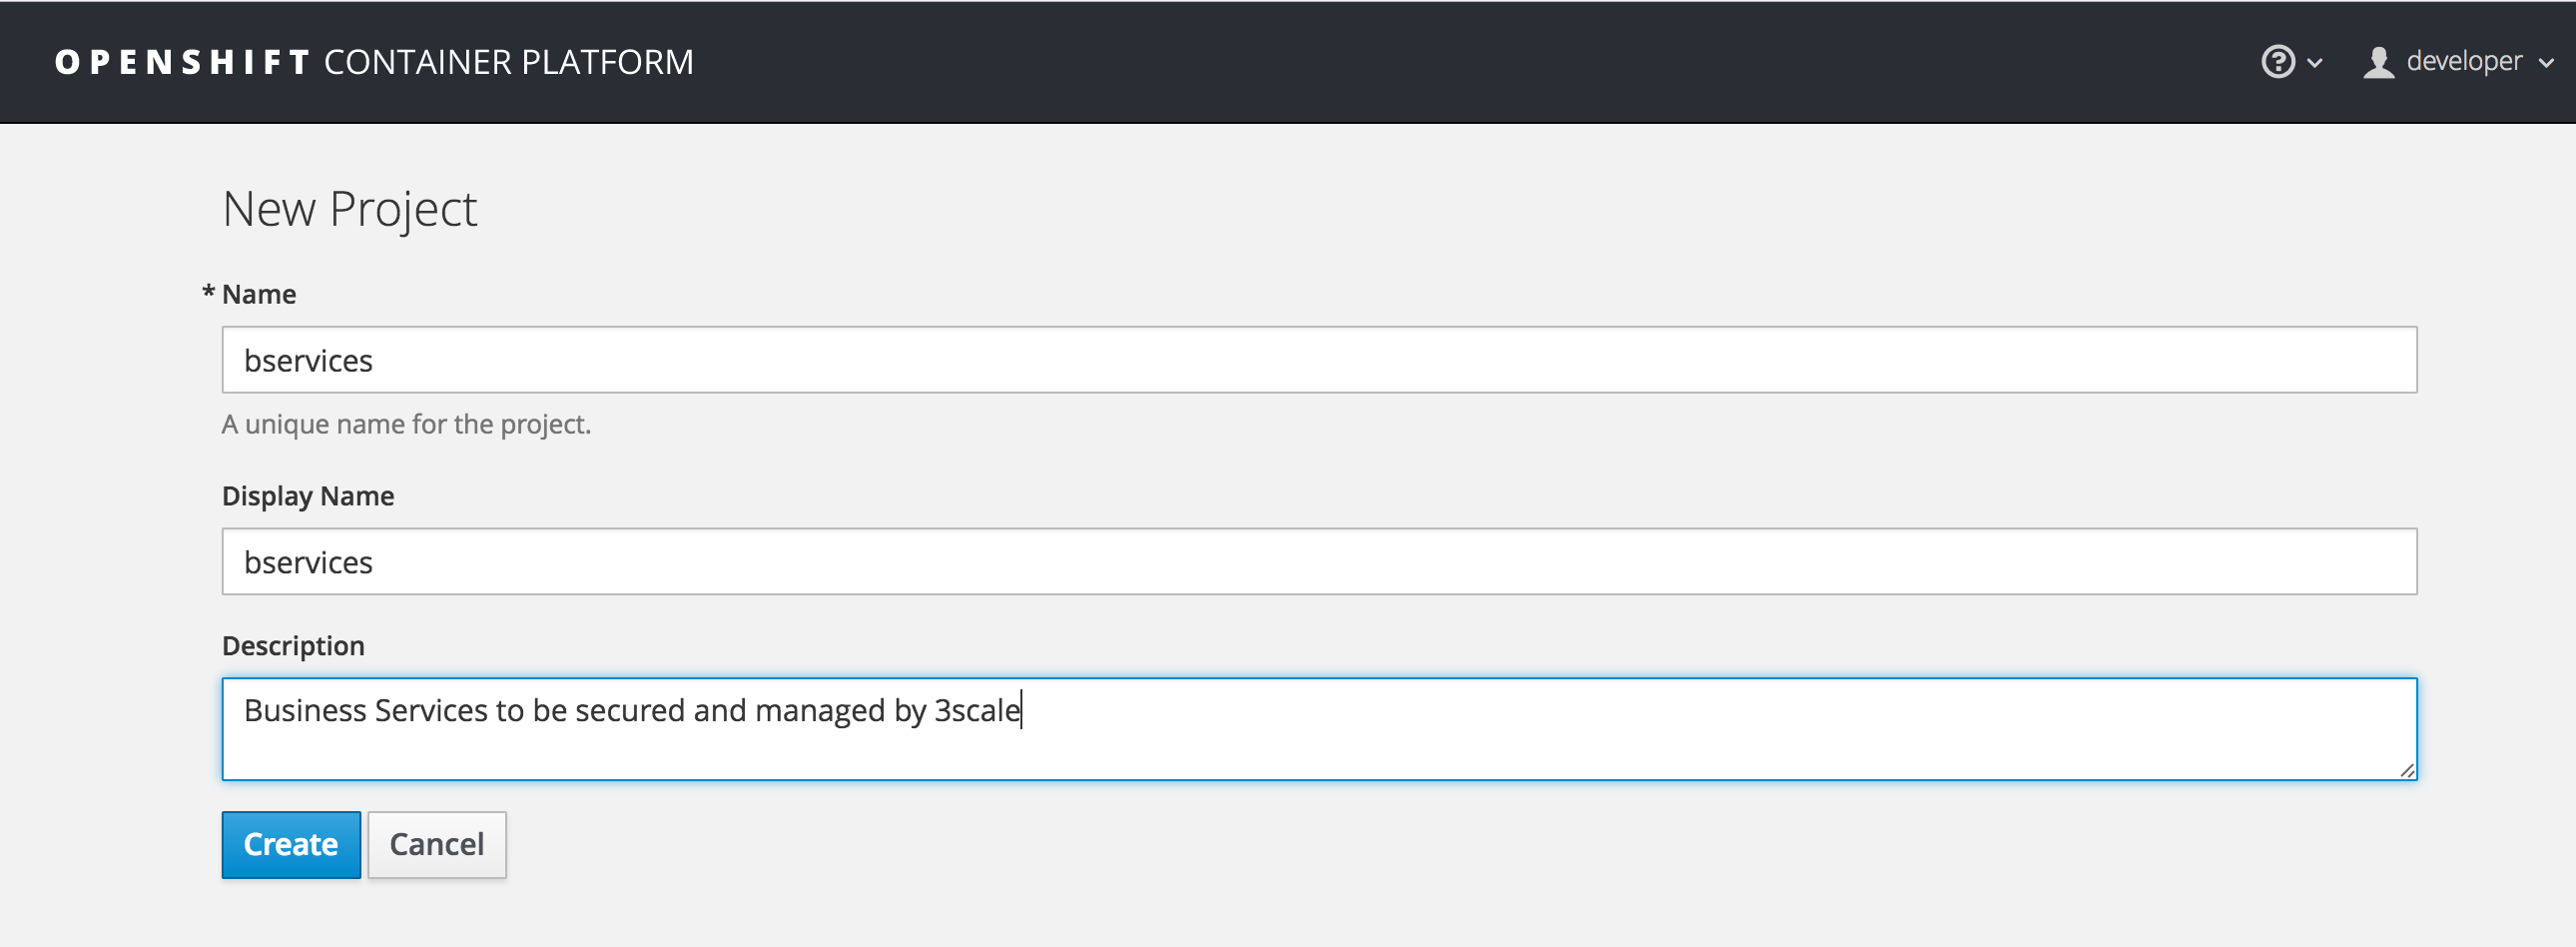 OPENSHIFT CONTAINER PLATFORM
? developer
New Project
* Name
bservices
A unique name for the project.
Display Name
bservices
Description
Business Services to be secured and managed by 3scale
Create Cancel